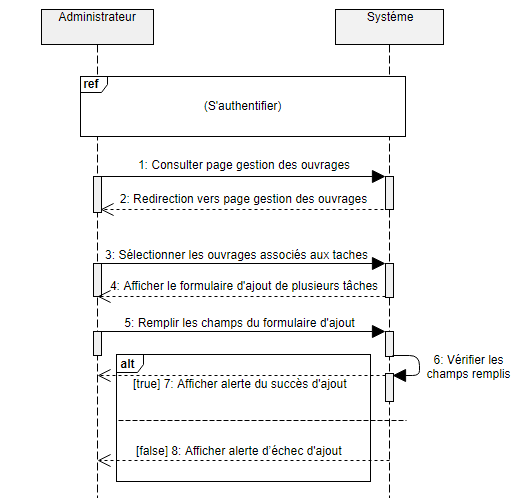 Administrateur
Systéme
ref
(S'authentifier)
1: Consulter page gestion des ouvrages
2: Redirection vers page gestion des ouvrages
3: Sélectionner les ouvrages associés aux taches
4: Afficher le formulaire d'ajout de plusieurs tâches
5: Remplir les champs du formulaire d'ajout
6: Vérifier les
champs remplis
alt
[true] 7: Afficher alerte du succès d'ajout
[false] 8: Afficher alerte d'échec d'ajout